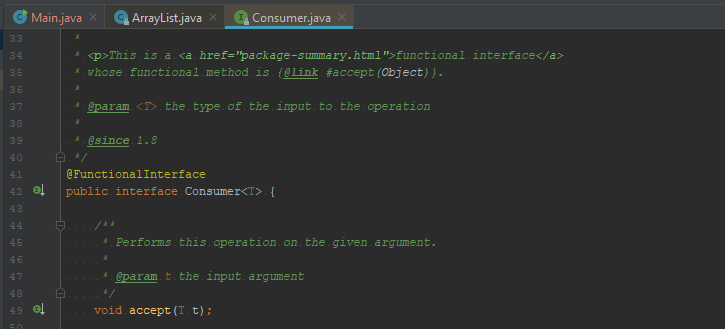 Main.java ArrayList.java Consumer.java
33 *
34 * <p>This is a <a href="package-summary.html">functional interface</a>
35 * whose functional method is {@link #accept(Object)}.
36 *
37 * @param <T> the type of the input to the operation
38 *
39 * @since 1.8
40 */
41 @FunctionalInterface
42 public interface Consumer<T> {
43
44 /**
45 * Performs this operation on the given argument.
46 *
47 * @param t the input argument
48 */
49 void accept(T t);
50